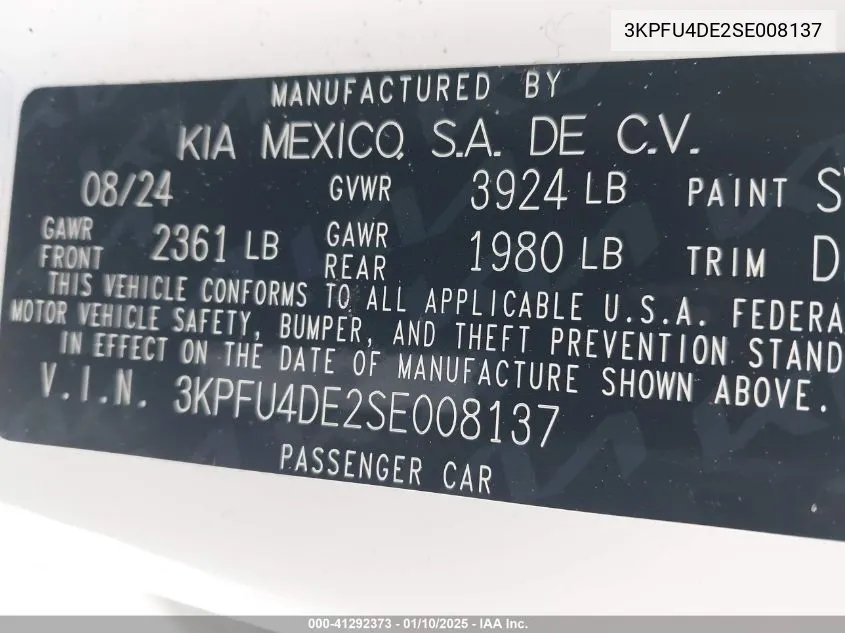 3KPFU4DE2SE008137
MANUFACTURED BY
KIA MEXICO, S.A. DE C.V.
08/24 GVWR 3924 LB PAINT
GAWR FRONT 2361 LB GAWR REAR 1980 LB TRIM
THIS VEHICLE CONFORMS TO ALL APPLICABLE U.S.A. FEDERA
MOTOR VEHICLE SAFETY, BUMPER, AND THEFT PREVENTION STAND
IN EFFECT ON THE DATE OF MANUFACTURE SHOWN ABOVE.
V.I.N. 3KPFU4DE2SE008137
PASSENGER CAR
000-41292373 - 01/10/2025 - IAA Inc.